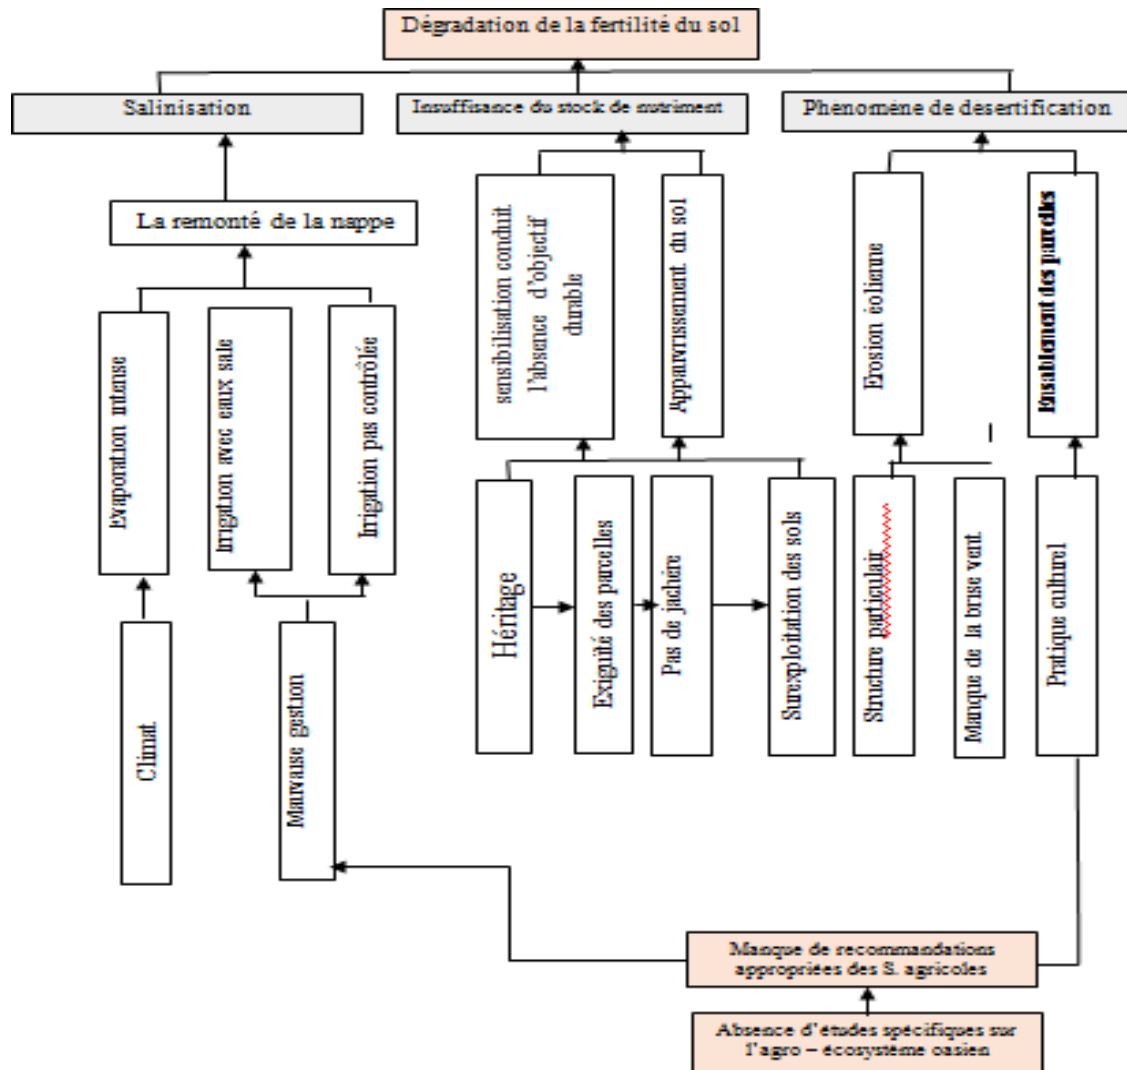 Dégradation de la fertilité du sol
Salinisation
Insuffisance du stock de nutriment
Phénomène de desertification
La remonté de la nappe
sensibilisation conduit
l'absence d'objectif
durable
Appauvrissement du sol
Erosion éolienne
Ensablement des parcelles
Evaporation intense
Irrigation avec eaux sale
Irrigation pas contrôlée
Héritage
Exiguïté des parcelles
Pas de jachère
Surexploitation des sols
Structure particulair
Manque de la brise vent
Pratique culturel
Climat
Mauvaise gestion
Manque de recommandations
appropriées des S. agricoles
Absence d'études spécifiques sur
l'agro – écosystème oasien